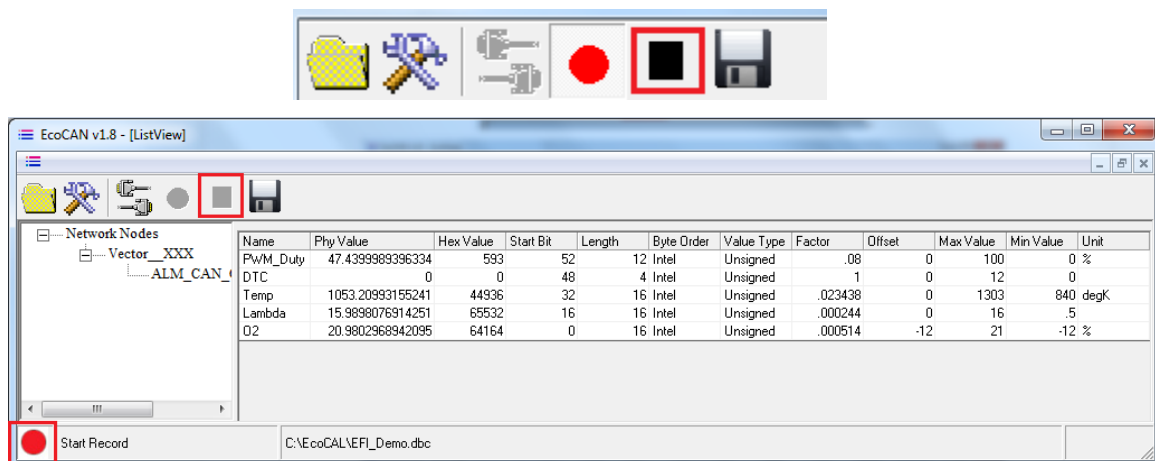 EcoCAN v1.8 - [ListView]
Network Nodes
Vector__XXX
ALM_CAN_
Name Phy Value Hex Value Start Bit Length Byte Order Value Type Factor Offset Max Value Min Value Unit
PWM_Duty 47.4399989396334 593 52 12 Intel Unsigned .08 0 100 0 %
DTC 0 0 48 4 Intel Unsigned 1 0 12 0
Temp 1053.20993155241 44936 32 16 Intel Unsigned .023438 0 1303 840 degK
Lambda 15.9898076914251 65532 16 16 Intel Unsigned .000244 0 16 .5
O2 20.9802968942095 64164 0 16 Intel Unsigned .000514 -12 21 -12 %
Start Record C:\EcoCAL\EFI_Demo.dbc